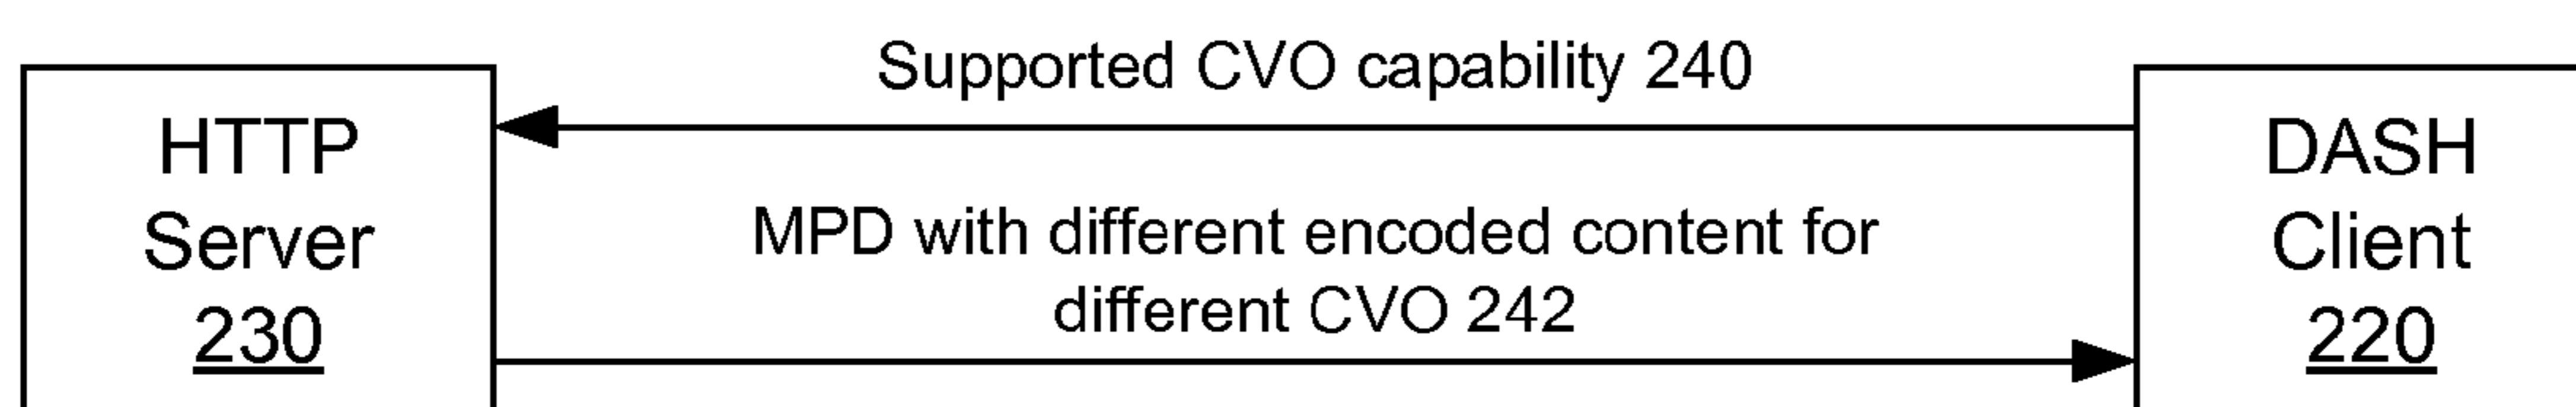 Supported CVO capability 240
HTTP
Server
230
MPD with different encoded content for
different CVO 242
DASH
Client
220